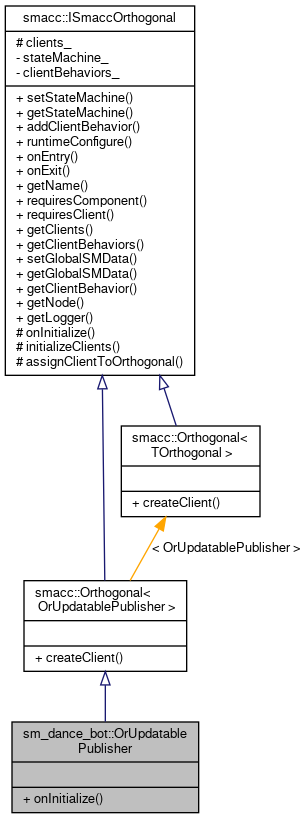 smacc::ISmaccOrthogonal
# clients_
- stateMachine_
- clientBehaviors_
+ setStateMachine()
+ getStateMachine()
+ addClientBehavior()
+ runtimeConfigure()
+ onEntry()
+ onExit()
+ getName()
+ requiresComponent()
+ requiresClient()
+ getClients()
+ getClientBehaviors()
+ setGlobalSMData()
+ getGlobalSMData()
+ getClientBehavior()
+ getNode()
+ getLogger()
# onInitialize()
# initializeClients()
# assignClientToOrthogonal()
smacc::Orthogonal<
TOrthogonal >
+ createClient()
< OrUpdatablePublisher >
smacc::Orthogonal<
OrUpdatablePublisher >
+ createClient()
sm_dance_bot::OrUpdatable
Publisher
+ onInitialize()